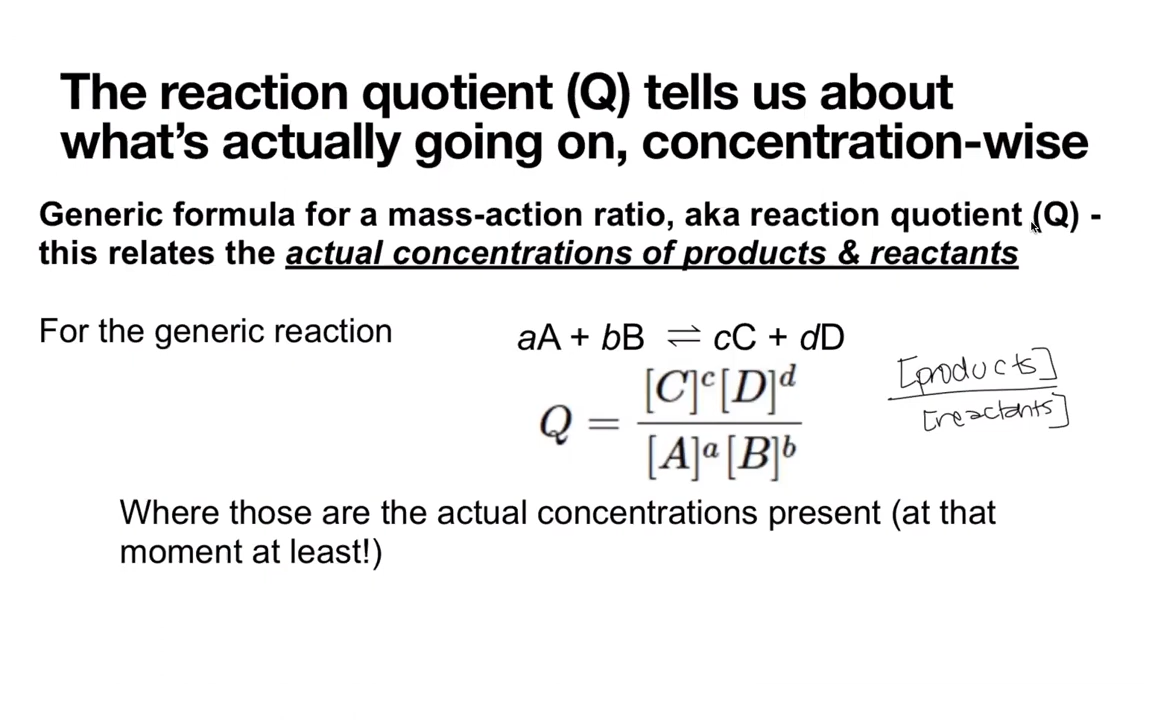 The reaction quotient (Q) tells us about
what's actually going on, concentration-wise
Generic formula for a mass-action ratio, aka reaction quotient (Q) -
this relates the actual concentrations of products & reactants
For the generic reaction
aA + bB ⇌ cC + dD
[products]
[reactants]
Q = [C]ᶜ[D]ᵈ / [A]ᵃ[B]ᵇ
Where those are the actual concentrations present (at that
moment at least!)